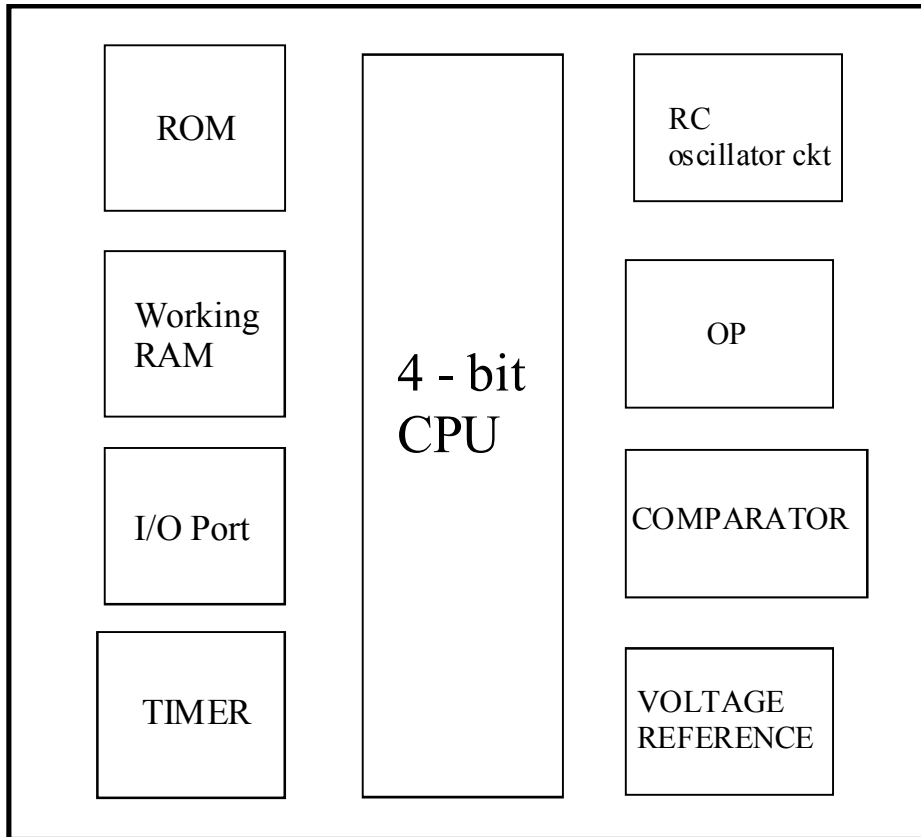 ROM
Working
RAM
I/O Port
TIMER
4 - bit
CPU
RC
oscillator ckt
OP
COMPARATOR
VOLTAGE
REFERENCE